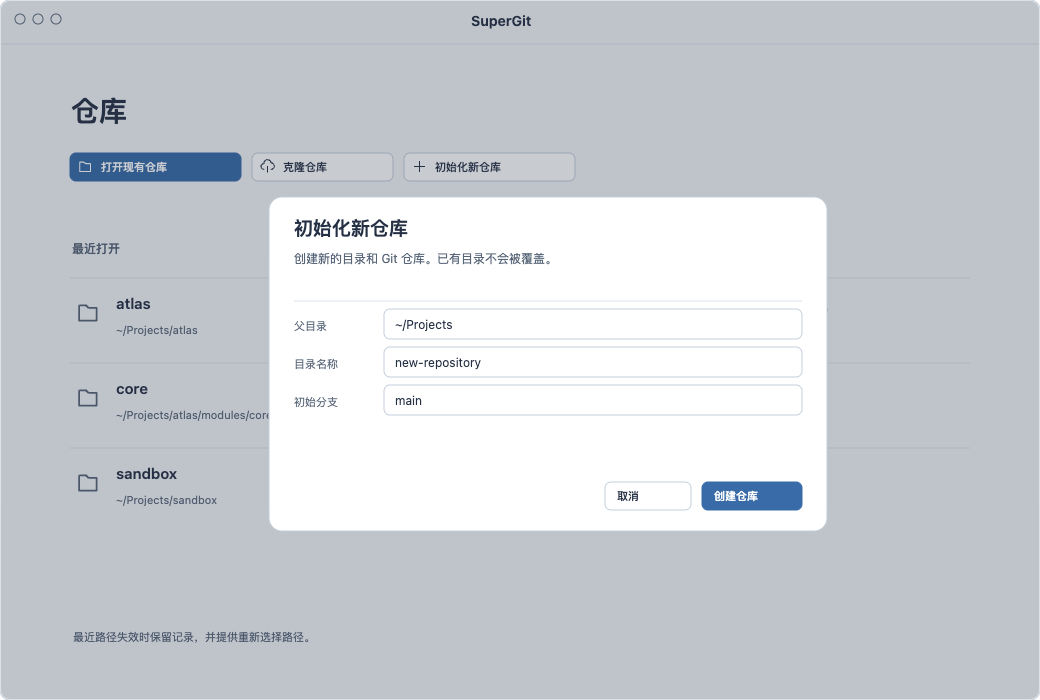 SuperGit
仓库
打开现有仓库
克隆仓库
初始化新仓库
最近打开
atlas
~/Projects/atlas
core
~/Projects/atlas/modules/core
sandbox
~/Projects/sandbox
初始化新仓库
创建新的目录和 Git 仓库。已有目录不会被覆盖。
父目录
~/Projects
目录名称
new-repository
初始分支
main
取消
创建仓库
最近路径失效时保留记录，并提供重新选择路径。